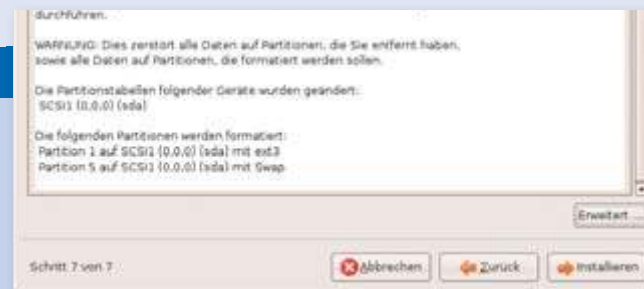 durchführen.
WARNUNG: Dies zerstört alle Daten auf Partitionen, die Sie entfernt haben,
sowie alle Daten auf Partitionen, die formatiert werden sollen.
Die Partitionstabellen folgender Geräte wurden geändert:
SCSI1 (0,0,0) (sda)
Die folgenden Partitionen werden formatiert:
Partition 1 auf SCSI1 (0,0,0) (sda) mit ext3
Partition 5 auf SCSI1 (0,0,0) (sda) mit Swap
Erweitert ...
Schritt 7 von 7
Abbrechen
Zurück
Installieren